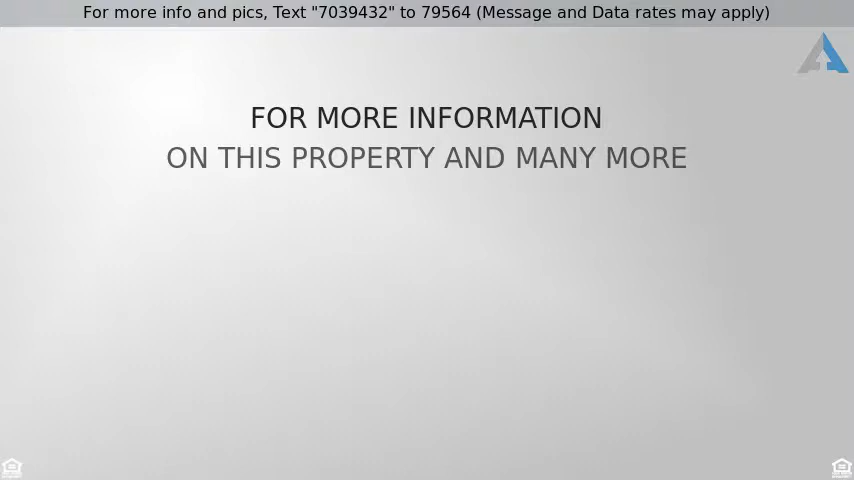 For more info and pics, Text "7039432" to 79564 (Message and Data rates may apply)
FOR MORE INFORMATION
ON THIS PROPERTY AND MANY MORE